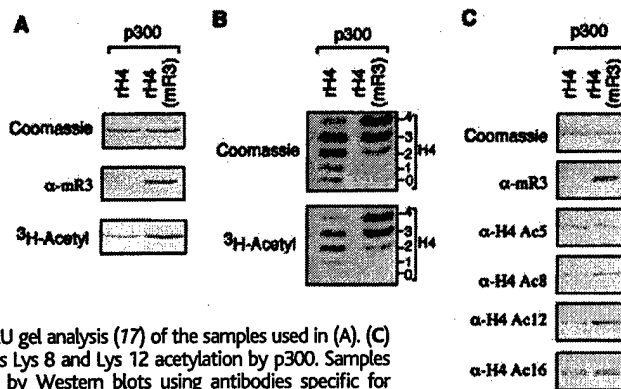 A
p300
rH4
rH4 (mR3)
Coomassie
α-mR3
³H-Acetyl
B
p300
rH4
rH4 (mR3)
Coomassie
4
3
2
1
0
H4
³H-Acetyl
4
3
2
1
0
H4
C
p300
rH4
rH4 (mR3)
Coomassie
α-mR3
α-H4 Ac5
α-H4 Ac8
α-H4 Ac12
α-H4 Ac16
U gel analysis (17) of the samples used in (A). (C)
s Lys 8 and Lys 12 acetylation by p300. Samples
by Western blots using antibodies specific for